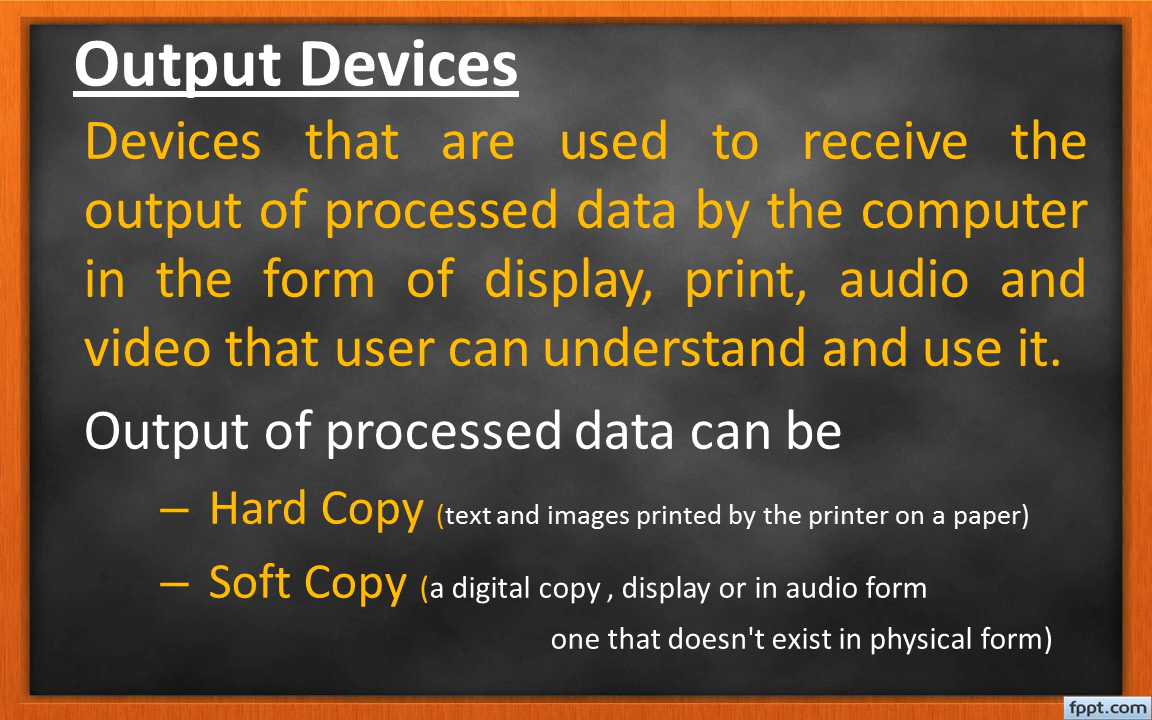 Output Devices
Devices that are used to receive the
output of processed data by the computer
in the form of display, print, audio and
video that user can understand and use it.
Output of processed data can be
– Hard Copy (text and images printed by the printer on a paper)
– Soft Copy (a digital copy , display or in audio form
one that doesn't exist in physical form)
fppt.com